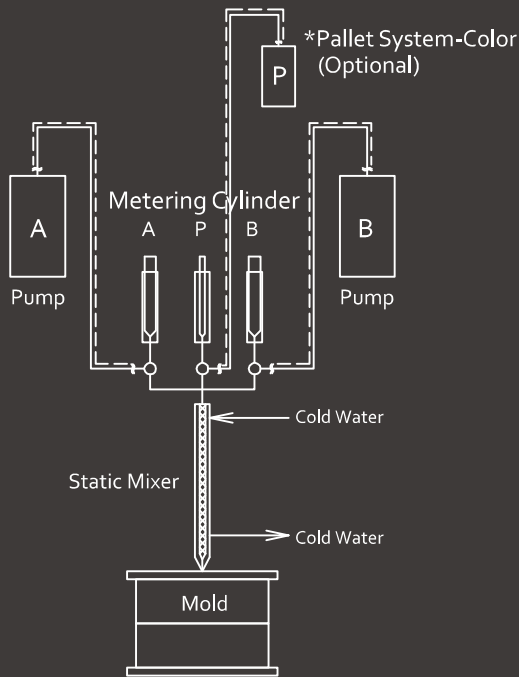 *Pallet System-Color
(Optional)
P
Metering Cylinder
A
B
A P B
Pump
Pump
Cold Water
Static Mixer
Cold Water
Mold